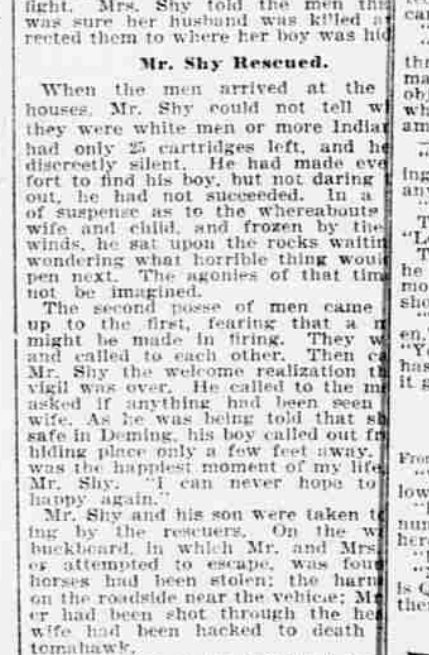 fight. Mrs. Shy told the men
was sure her husband was killed
rected them to where her boy was hid
Mr. Shy Rescued.
When the men arrived at the
houses, Mr. Shy could not tell
they were white men or more Indian
had only 25 cartridges left, and he
discreetly silent. He had made eve
fort to find his boy, but not daring
out, he had not succeeded. In a
of suspense as to the whereabouts
wife and child, and frozen by the
winds, he sat upon the rocks waitin
wondering what horrible thing woul
pen next. The agonies of that tim
not be imagined.
The second posse of men came
up to the first, fearing that a m
might be made in firing. They w
and called to each other. Then ca
Mr. Shy the welcome realization th
vigil was over. He called to the me
asked if anything had been seen
wife. As he was being told that sh
safe in Deming, his boy called out fr
hiding place only a few feet away.
was the happiest moment of my life
Mr. Shy. "I can never hope to
happy again."
Mr. Shy and his son were taken t
ing by the rescuers. On the w
buckboard, in which Mr. and Mrs.
er attempted to escape, was foun
horses had been stolen; the harn
on the roadside near the vehicle; M
er had been shot through the he
wife had been hacked to death
tomahawk.